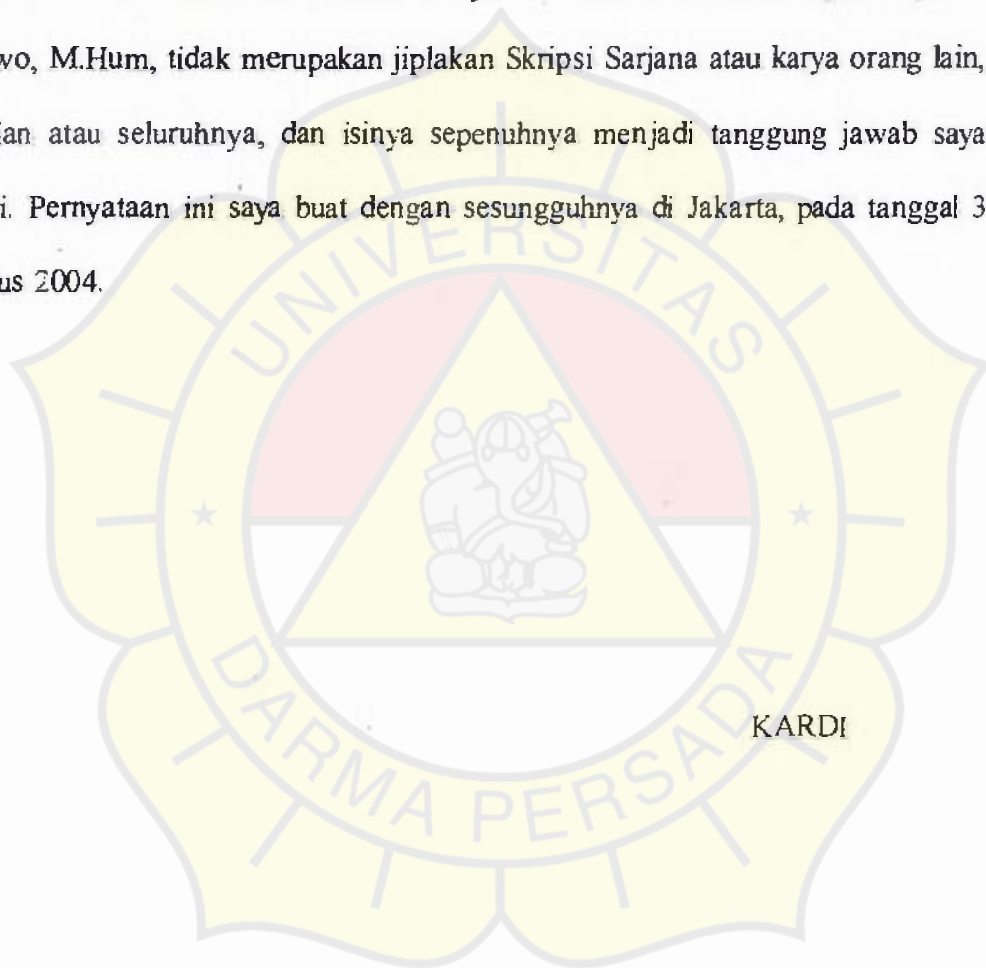 wo, M.Hum, tidak merupakan jiplakan Skripsi Sarjana atau karya orang lain,
ian atau seluruhnya, dan isinya sepenuhnya menjadi tanggung jawab saya
i. Pernyataan ini saya buat dengan sesungguhnya di Jakarta, pada tanggal 3
us 2004.
UNIVERSITAS
DARMA PERSADA
KARDI